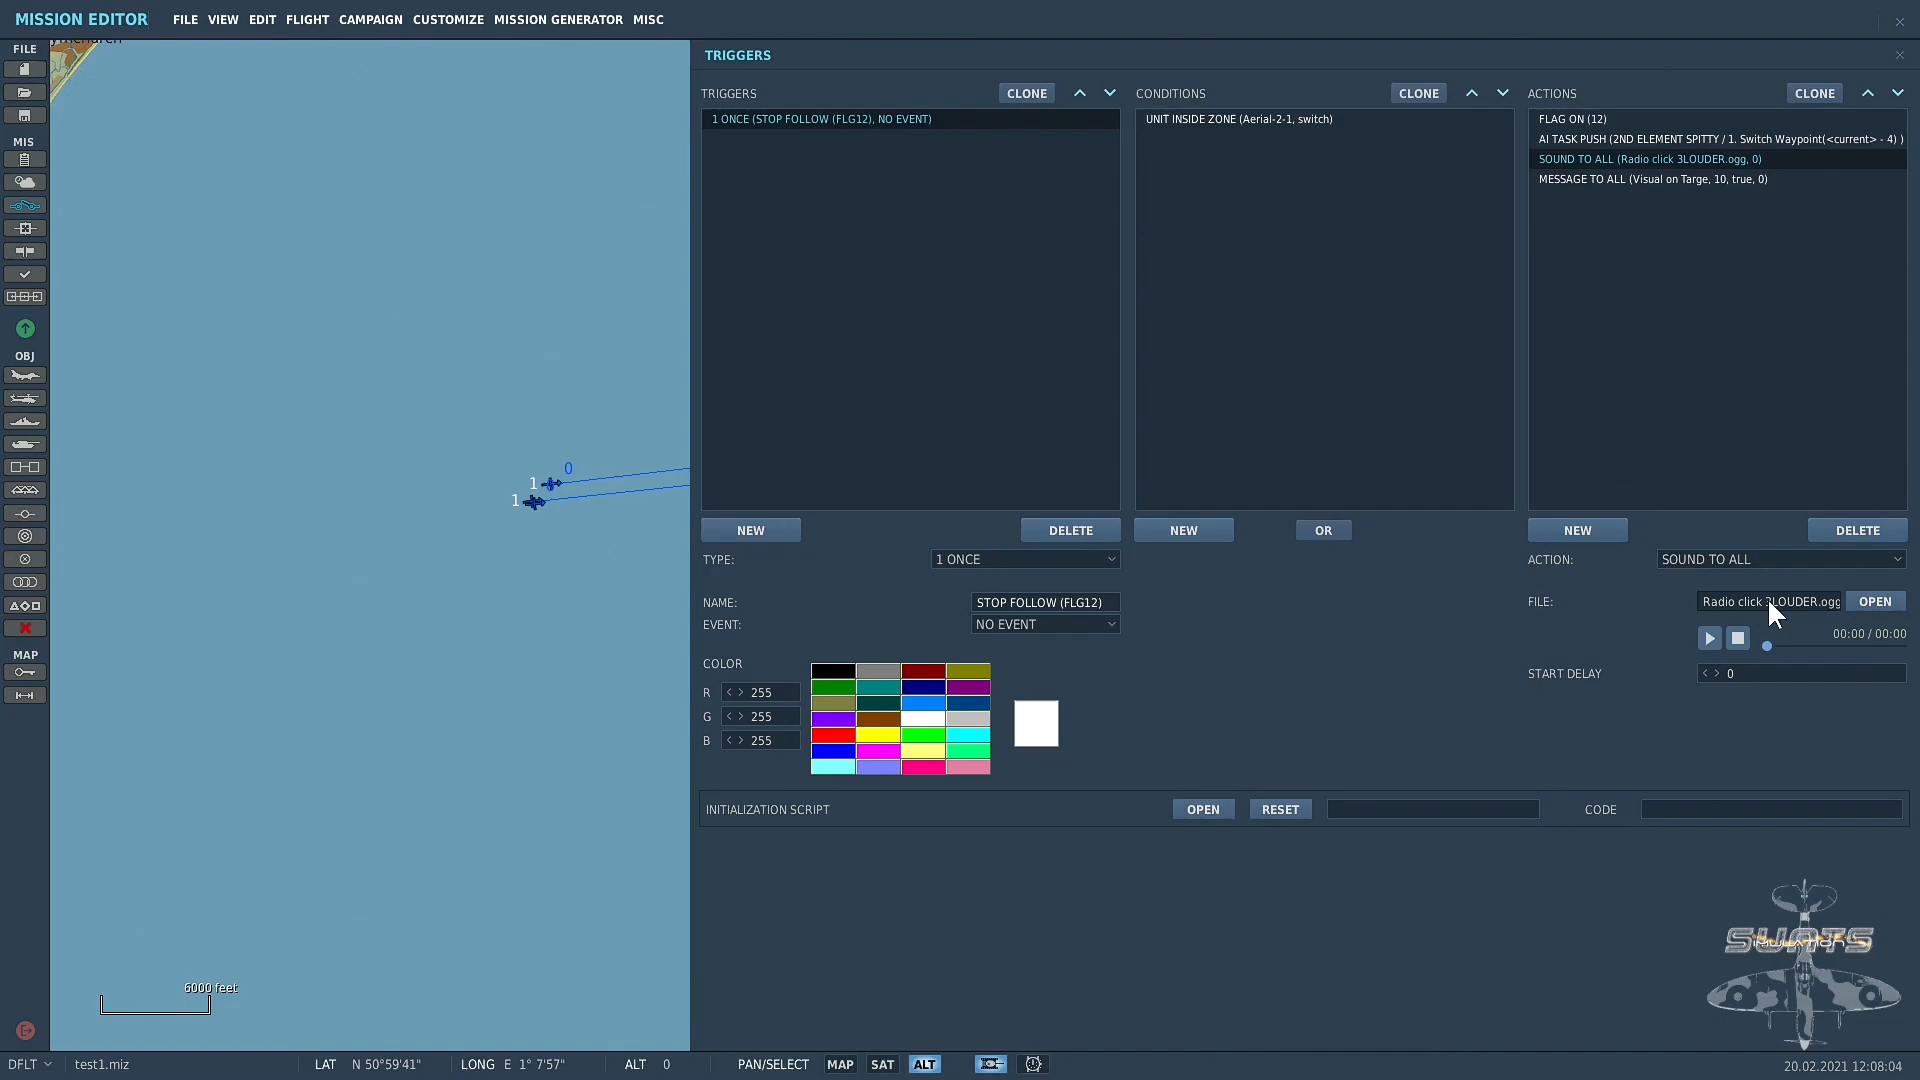 MISSION EDITOR FILE VIEW EDIT FLIGHT CAMPAIGN CUSTOMIZE MISSION GENERATOR MISC
FILE
MIS
OBJ
MAP
0
1
1
6000 feet
TRIGGERS
TRIGGERS CLONE
1 ONCE (STOP FOLLOW (FLG12), NO EVENT)
NEW DELETE
TYPE: 1 ONCE
NAME: STOP FOLLOW (FLG12)
EVENT: NO EVENT
COLOR
R < > 255
G < > 255
B < > 255
CONDITIONS CLONE
UNIT INSIDE ZONE (Aerial-2-1, switch)
NEW OR
ACTIONS CLONE
FLAG ON (12)
AI TASK PUSH (2ND ELEMENT SPITTY / 1. Switch Waypoint(<current> - 4) )
SOUND TO ALL (Radio click 3LOUDER.ogg, 0)
MESSAGE TO ALL (Visual on Targe, 10, true, 0)
NEW DELETE
ACTION: SOUND TO ALL
FILE: Radio click 3LOUDER.ogg OPEN
00:00 / 00:00
START DELAY < > 0
INITIALIZATION SCRIPT OPEN RESET CODE
SUATS
SIMULATIONS
DFLT test1.miz LAT N 50°59'41" LONG E 1° 7'57" ALT 0 PAN/SELECT MAP SAT ALT 20.02.2021 12:08:04